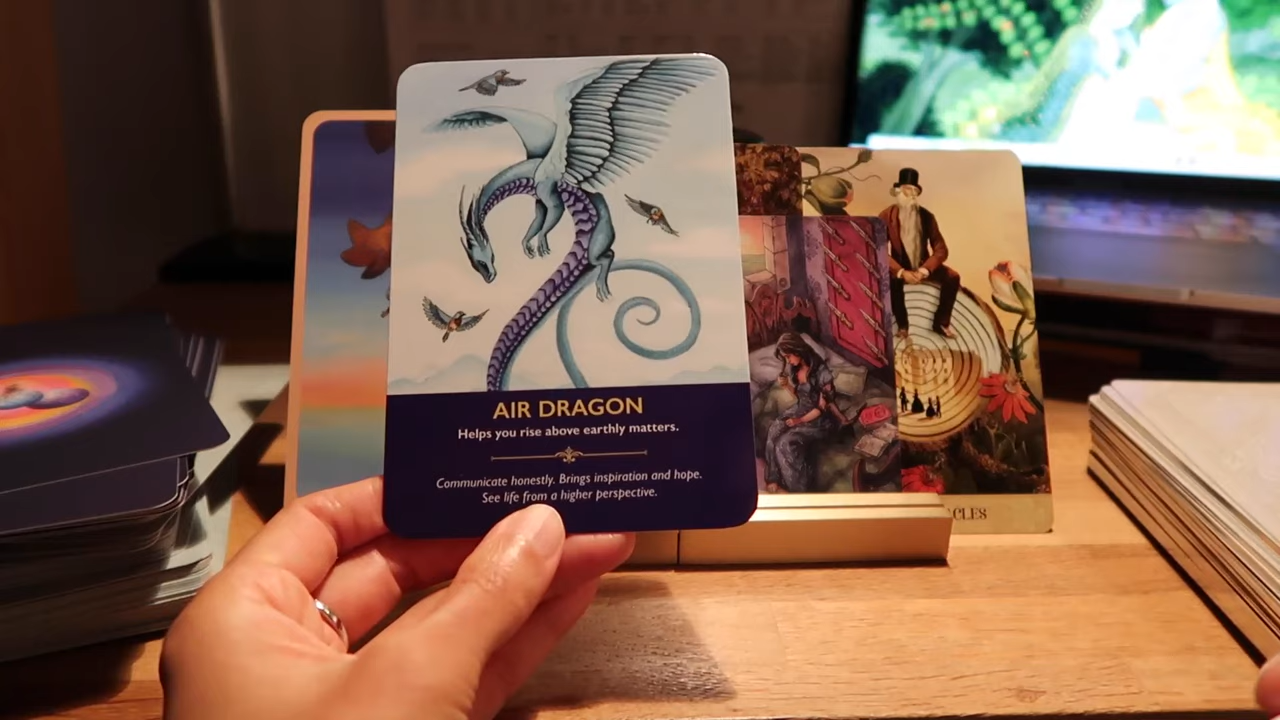 AIR DRAGON
Helps you rise above earthly matters.
Communicate honestly. Brings inspiration and hope.
See life from a higher perspective.